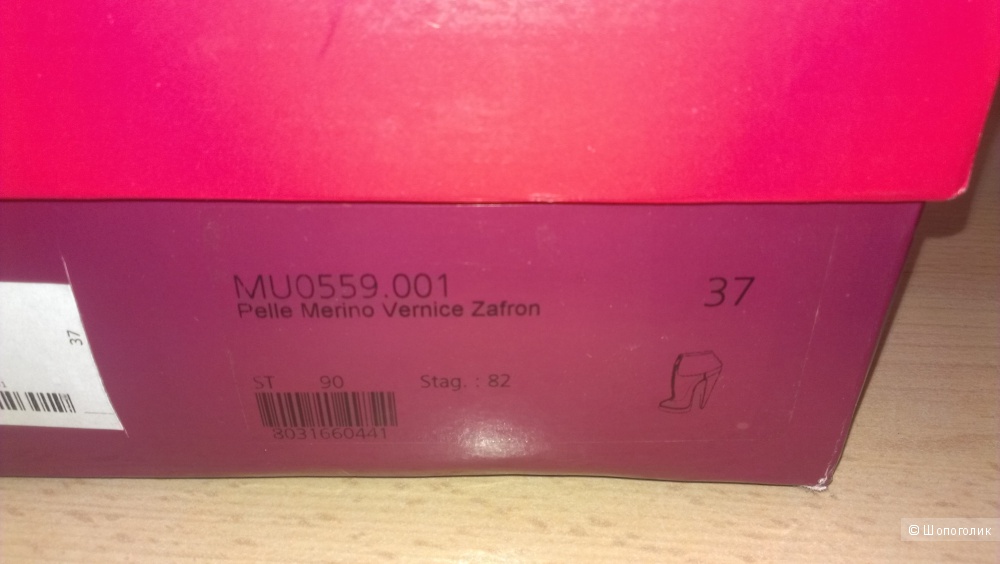 MU0559.001
37
Pelle Merino Vernice Zafron
ST 90 Stag. : 82
8031660441
37
© Шопоголик